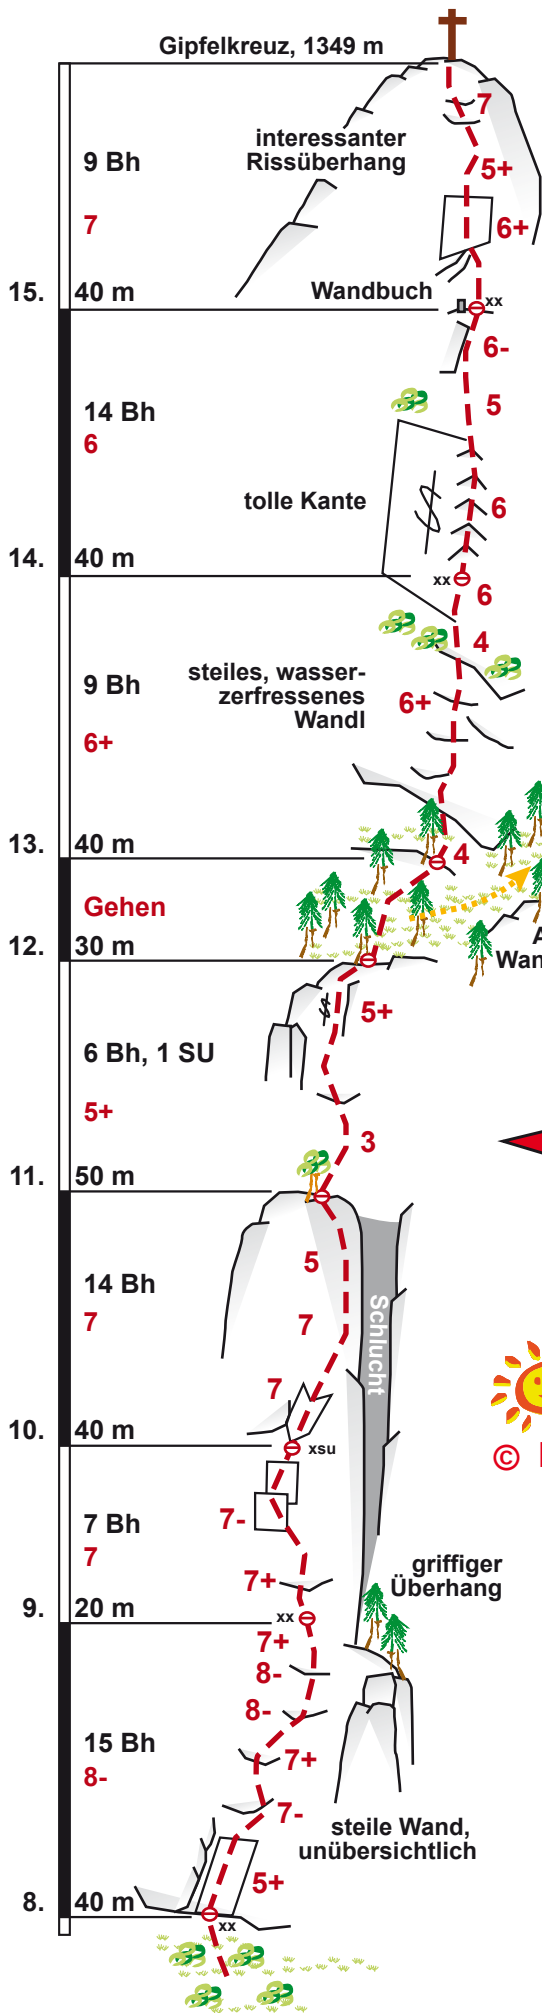 Gipfelkreuz, 1349 m
7
interessanter
Rissüberhang
9 Bh
5+
7
6+
15.
40 m
Wandbuch
xx
6-
14 Bh
5
6
tolle Kante
6
14.
40 m
xx
6
4
steiles, wasser-
zerfressenes
Wandl
9 Bh
6+
6+
13.
40 m
4
Gehen
12.
30 m
A
Wan
5+
6 Bh, 1 SU
5+
3
11.
50 m
5
14 Bh
7
7
Schlucht
7
10.
40 m
xsu
©
7-
7 Bh
7
7+
griffiger
Überhang
9.
20 m
xx
7+
8-
8-
15 Bh
7+
8-
7-
steile Wand,
unübersichtlich
5+
8.
40 m
xx